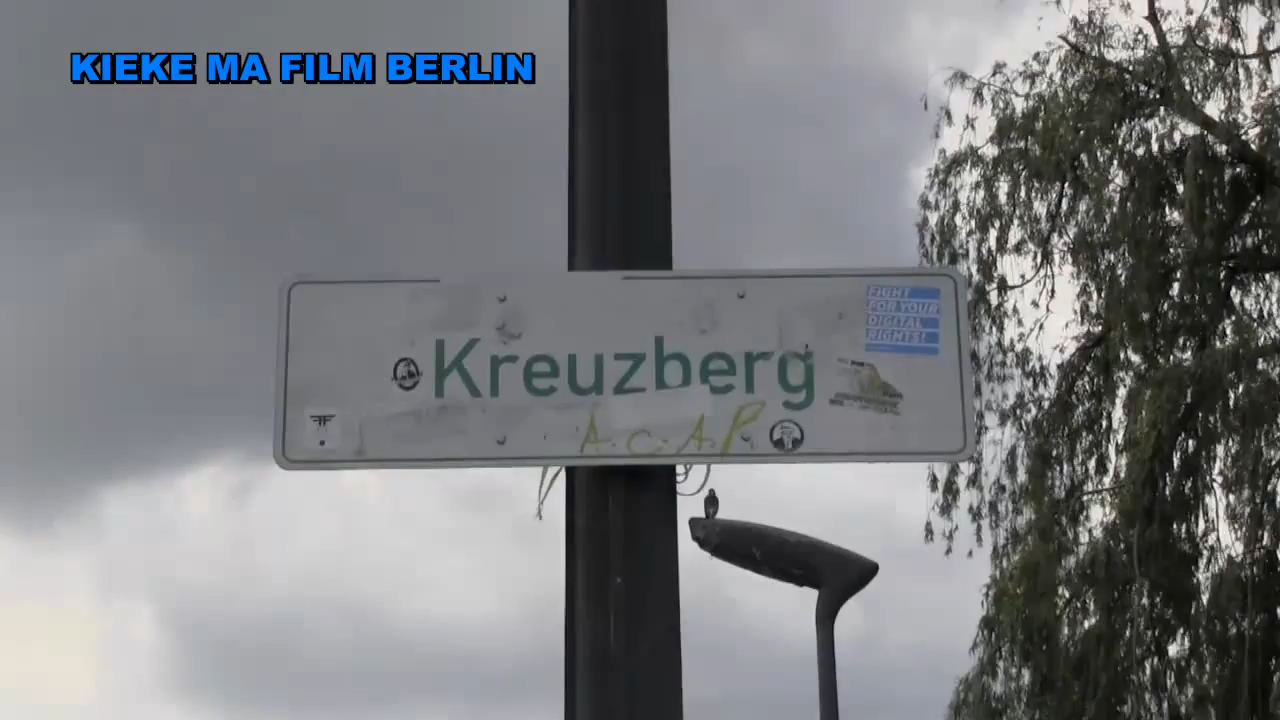 KIEKE MA FILM BERLIN
FIGHT
FOR YOUR
DIGITAL
RIGHTS!
Kreuzberg
A.C.A.P